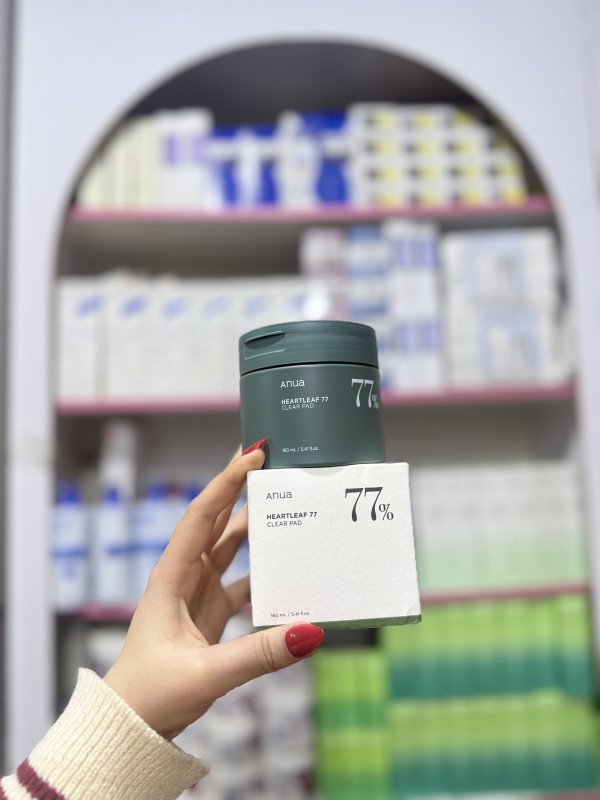 Anua
HEARTLEAF 77
CLEAR PAD
77%
160 mL / 5.41 fl.oz.
Anua
HEARTLEAF 77
CLEAR PAD
77%
160 mL / 5.41 fl.oz.